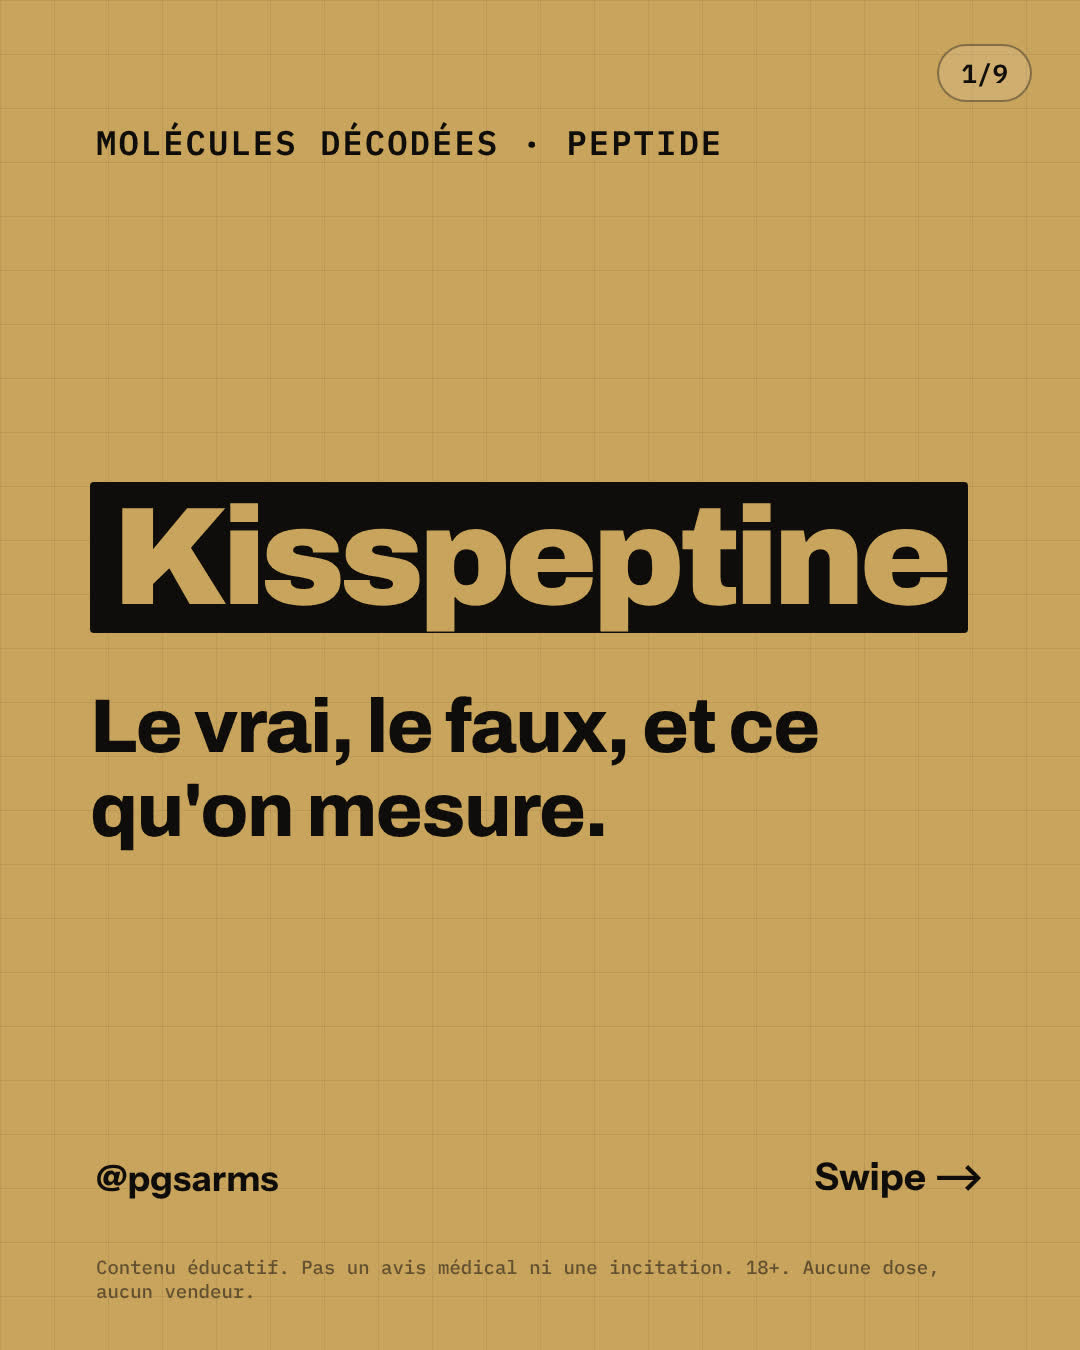 1/9
MOLÉCULES DÉCODÉES · PEPTIDE
Kisspeptine
Le vrai, le faux, et ce
qu'on mesure.
@pgsarms
Swipe →
Contenu éducatif. Pas un avis médical ni une incitation. 18+. Aucune dose,
aucun vendeur.